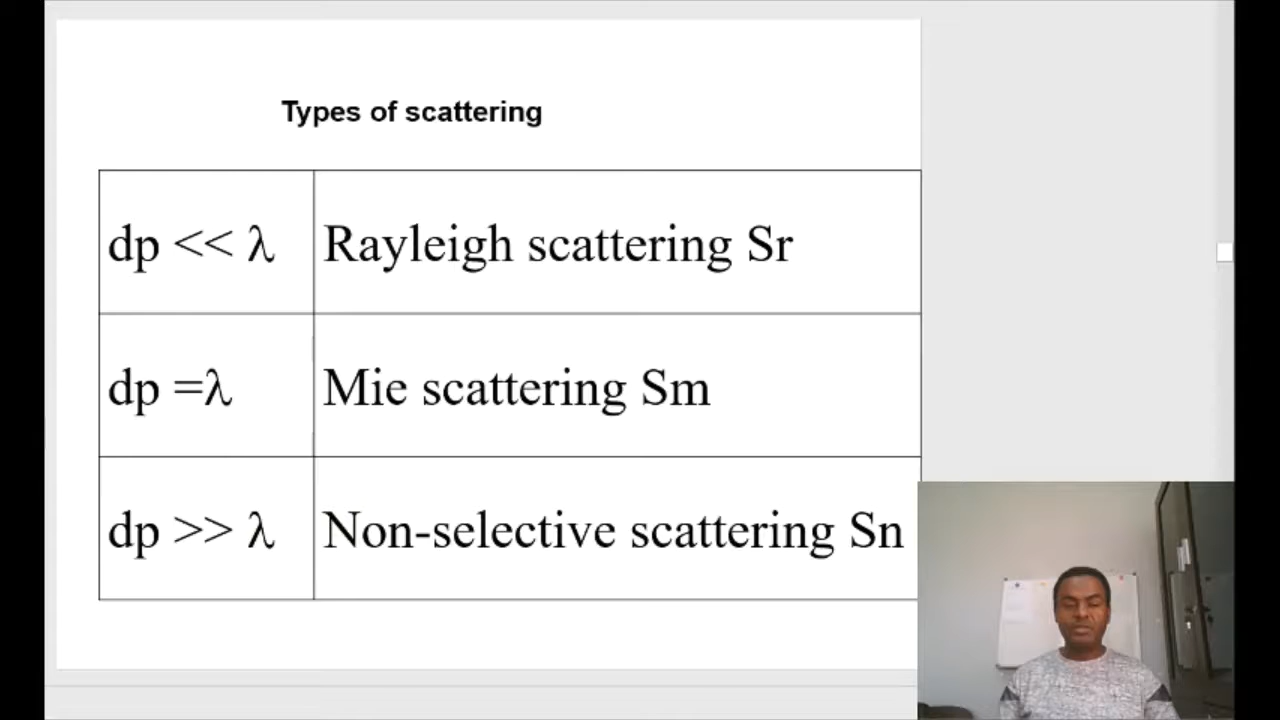 Types of scattering
dp << λ
Rayleigh scattering Sr
dp =λ
Mie scattering Sm
dp >> λ
Non-selective scattering Sn